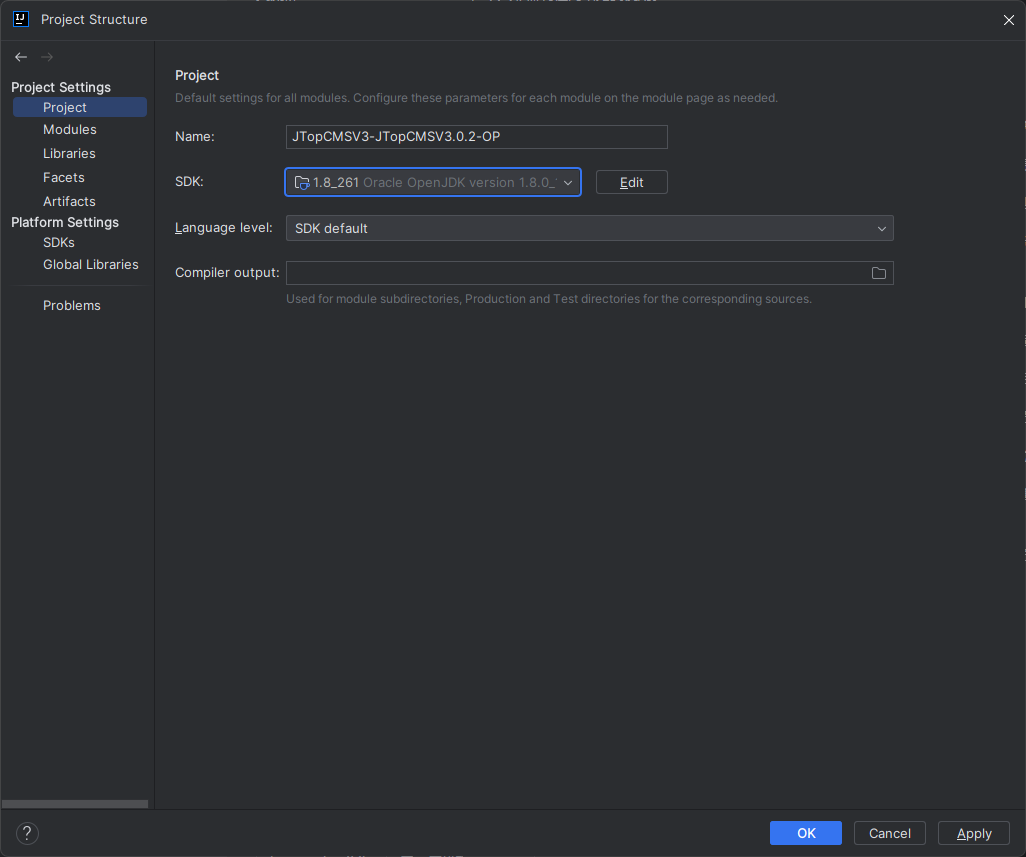 Project Structure
Project Settings
Project
Modules
Libraries
Facets
Artifacts
Platform Settings
SDKs
Global Libraries
Problems
Project
Default settings for all modules. Configure these parameters for each module on the module page as needed.
Name: JTopCMSV3-JTopCMSV3.0.2-OP
SDK: 1.8_261 Oracle OpenJDK version 1.8.0_ Edit
Language level: SDK default
Compiler output:
Used for module subdirectories, Production and Test directories for the corresponding sources.
? OK Cancel Apply